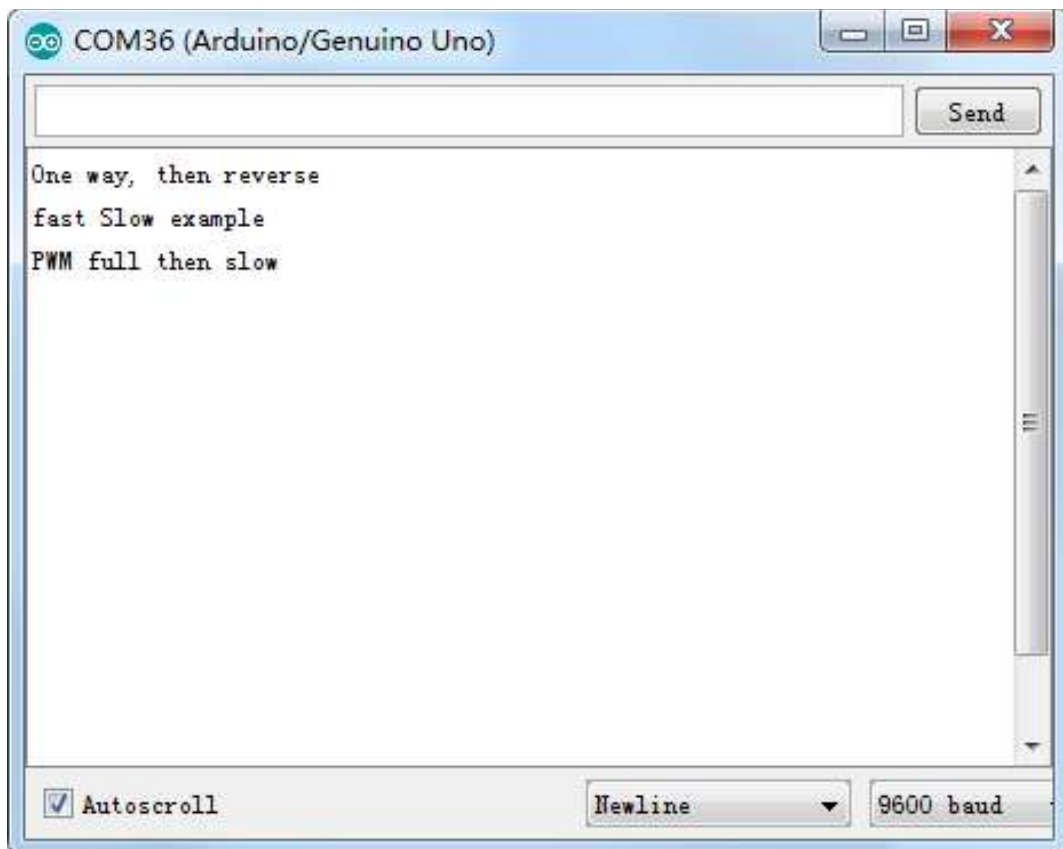 COM36 (Arduino/Genuino Uno)
Send
One way, then reverse
fast Slow example
PWM full then slow
Autoscroll
Newline
9600 baud